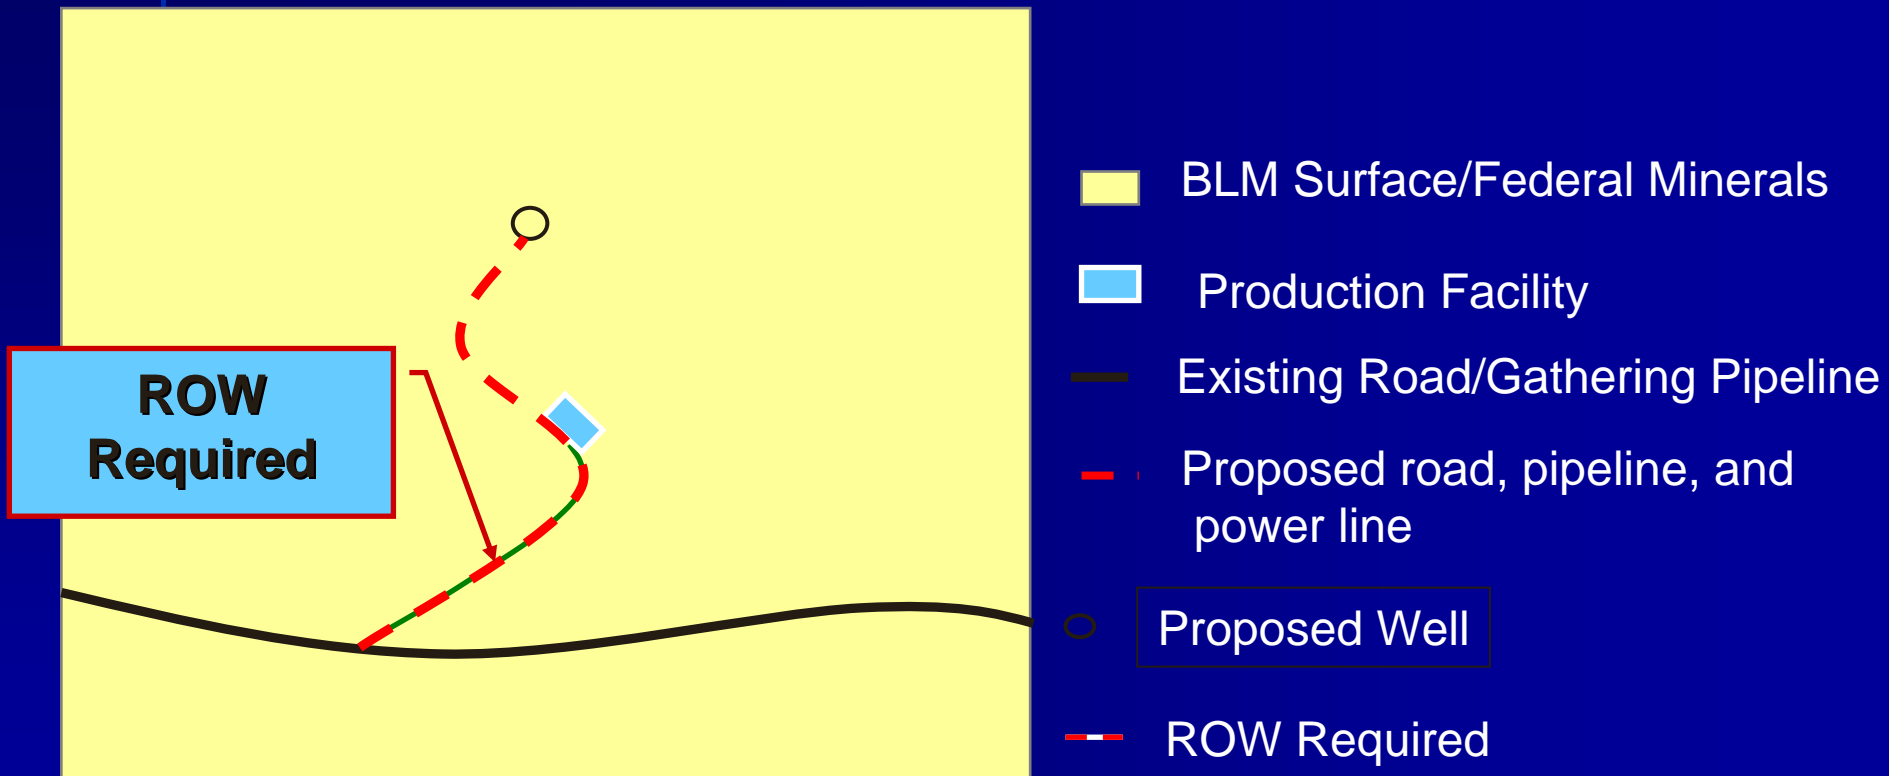 BLM Surface/Federal Minerals
Production Facility
Existing Road/Gathering Pipeline
Proposed road, pipeline, and
power line
Proposed Well
ROW Required
ROW
Required